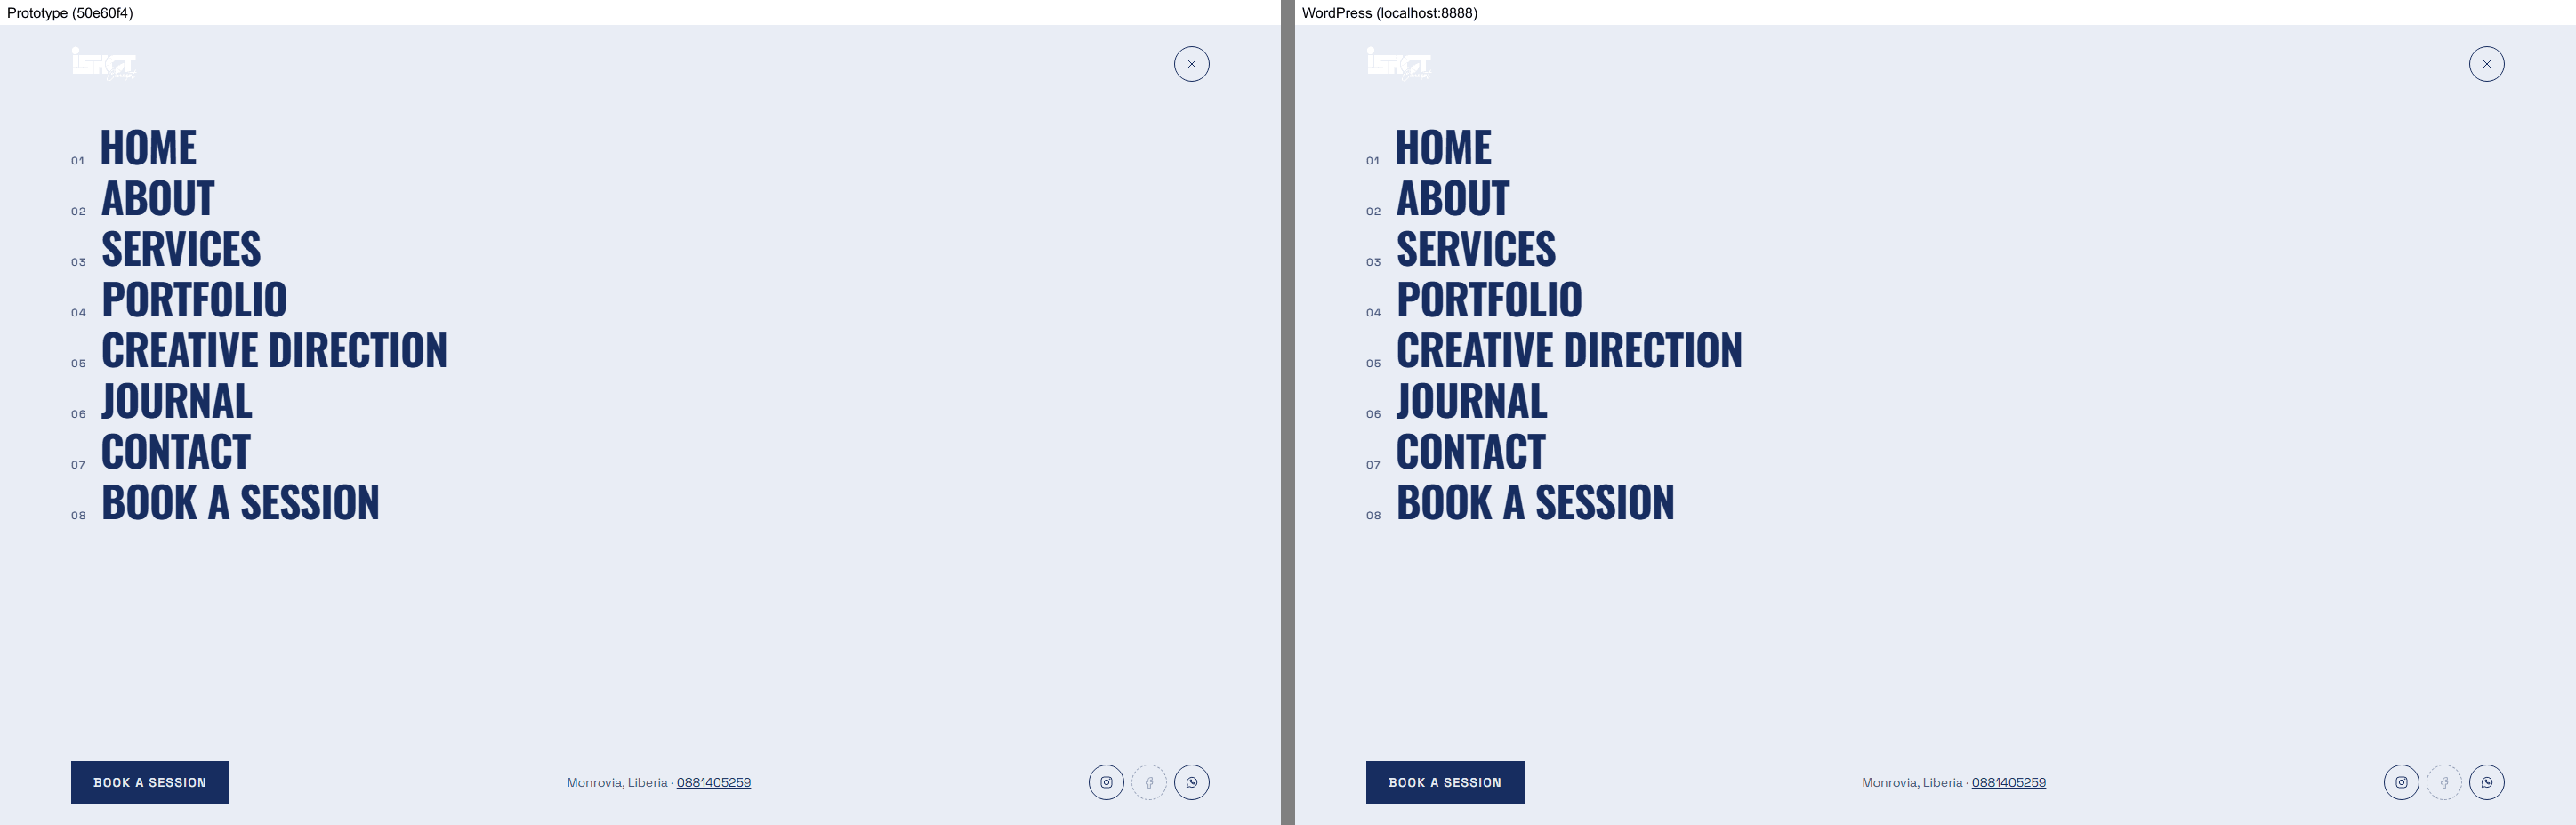 Prototype (50e60f4)
iSHOT
01 HOME
02 ABOUT
03 SERVICES
04 PORTFOLIO
05 CREATIVE DIRECTION
06 JOURNAL
07 CONTACT
08 BOOK A SESSION
BOOK A SESSION
Monrovia, Liberia · 0881405259
WordPress (localhost:8888)
iSHOT
01 HOME
02 ABOUT
03 SERVICES
04 PORTFOLIO
05 CREATIVE DIRECTION
06 JOURNAL
07 CONTACT
08 BOOK A SESSION
BOOK A SESSION
Monrovia, Liberia · 0881405259